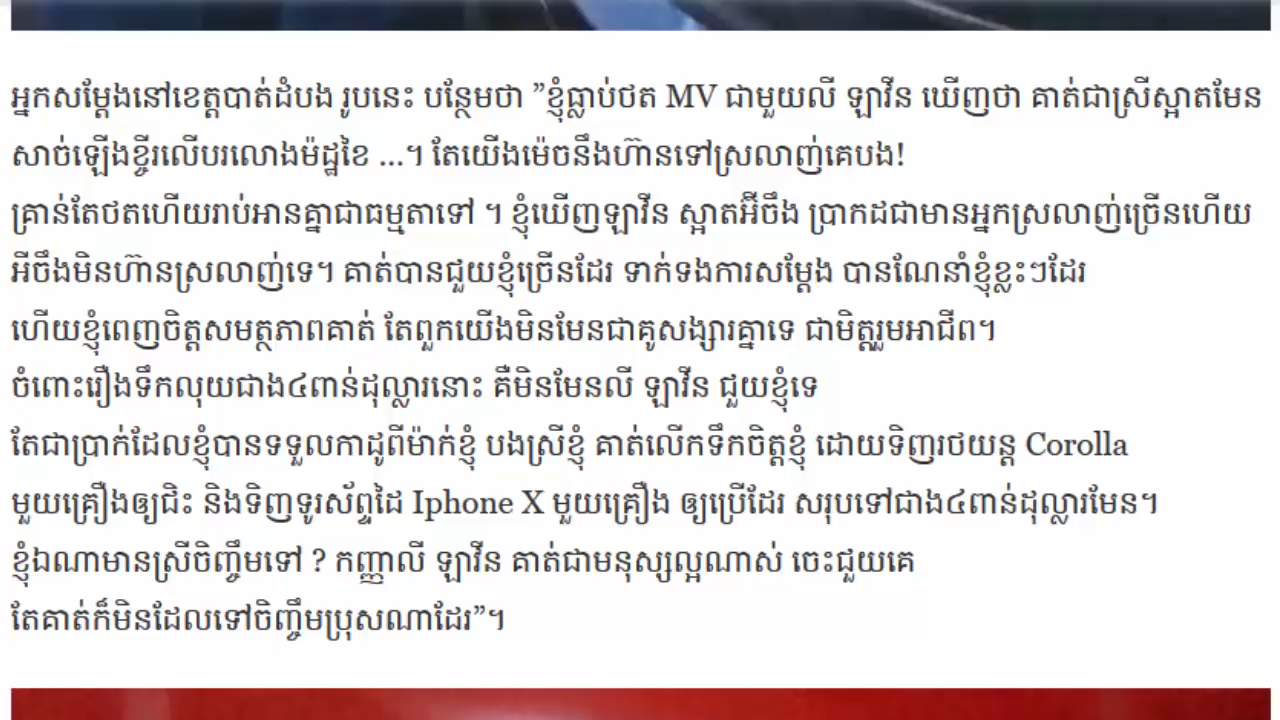 អ្នកសម្ដែងនៅខេត្តបាត់ដំបង រូបនេះ បន្ថែមថា ”ខ្ញុំធ្លាប់ថត MV ជាមួយលី ឡាវីន ឃើញថា គាត់ជាស្រីស្អាតមែន
សាច់ឡើងខ្ចីរលើបរលោងម៉ដ្ឋខៃ ...។ តែយើងម៉េចនឹងហ៊ានទៅស្រលាញ់គេបង!
គ្រាន់តែថតហើយរាប់អានគ្នាជាធម្មតាទៅ ។ ខ្ញុំឃើញឡាវីន ស្អាតអ៊ីចឹង ប្រាកដជាមានអ្នកស្រលាញ់ច្រើនហើយ
អីចឹងមិនហ៊ានស្រលាញ់ទេ។ គាត់បានជួយខ្ញុំច្រើនដែរ ទាក់ទងការសម្ដែង បានណែនាំខ្ញុំខ្លះៗដែរ
ហើយខ្ញុំពេញចិត្តសមត្ថភាពគាត់ តែពួកយើងមិនមែនជាគូសង្សារគ្នាទេ ជាមិត្តរួមអាជីព។
ចំពោះរឿងទឹកលុយជាង៤ពាន់ដុល្លារនោះ គឺមិនមែនលី ឡាវីន ជួយខ្ញុំទេ
តែជាប្រាក់ដែលខ្ញុំបានទទួលកាដូពីម៉ាក់ខ្ញុំ បងស្រីខ្ញុំ គាត់លើកទឹកចិត្តខ្ញុំ ដោយទិញរថយន្ត Corolla
មួយគ្រឿងឲ្យជិះ និងទិញទូរស័ព្ទដៃ Iphone X មួយគ្រឿង ឲ្យប្រើដែរ សរុបទៅជាង៤ពាន់ដុល្លារមែន។
ខ្ញុំឯណាមានស្រីចិញ្ចឹមទៅ ? កញ្ញាលី ឡាវីន គាត់ជាមនុស្សល្អណាស់ ចេះជួយគេ
តែគាត់ក៏មិនដែលទៅចិញ្ចឹមប្រុសណាដែរ”។